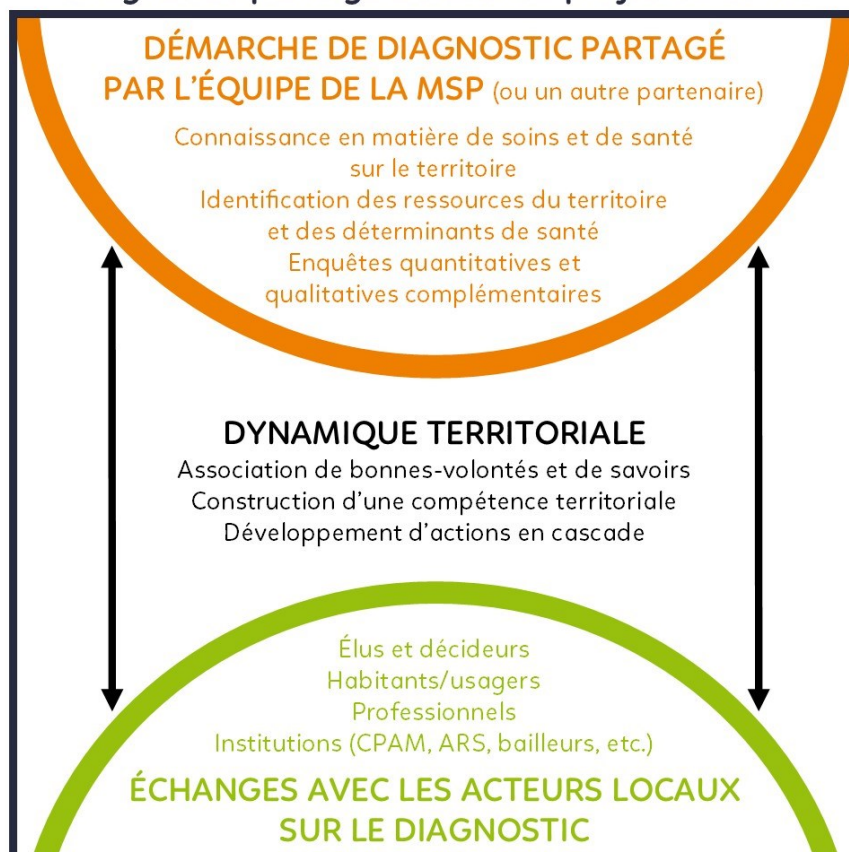 DÉMARCHE DE DIAGNOSTIC PARTAGÉ
PAR L'ÉQUIPE DE LA MSP (ou un autre partenaire)
Connaissance en matière de soins et de santé
sur le territoire
Identification des ressources du territoire
et des déterminants de santé
Enquêtes quantitatives et
qualitatives complémentaires
DYNAMIQUE TERRITORIALE
Association de bonnes-volontés et de savoirs
Construction d'une compétence territoriale
Développement d'actions en cascade
Élus et décideurs
Habitants/usagers
Professionnels
Institutions (CPAM, ARS, bailleurs, etc.)
ÉCHANGES AVEC LES ACTEURS LOCAUX
SUR LE DIAGNOSTIC